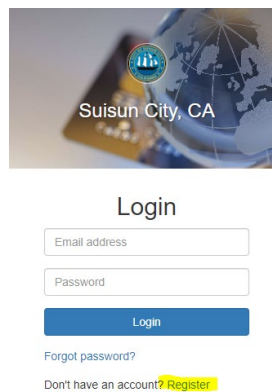 Suisun City, CA
Login
Email address
Password
Login
Forgot password?
Don't have an account? Register